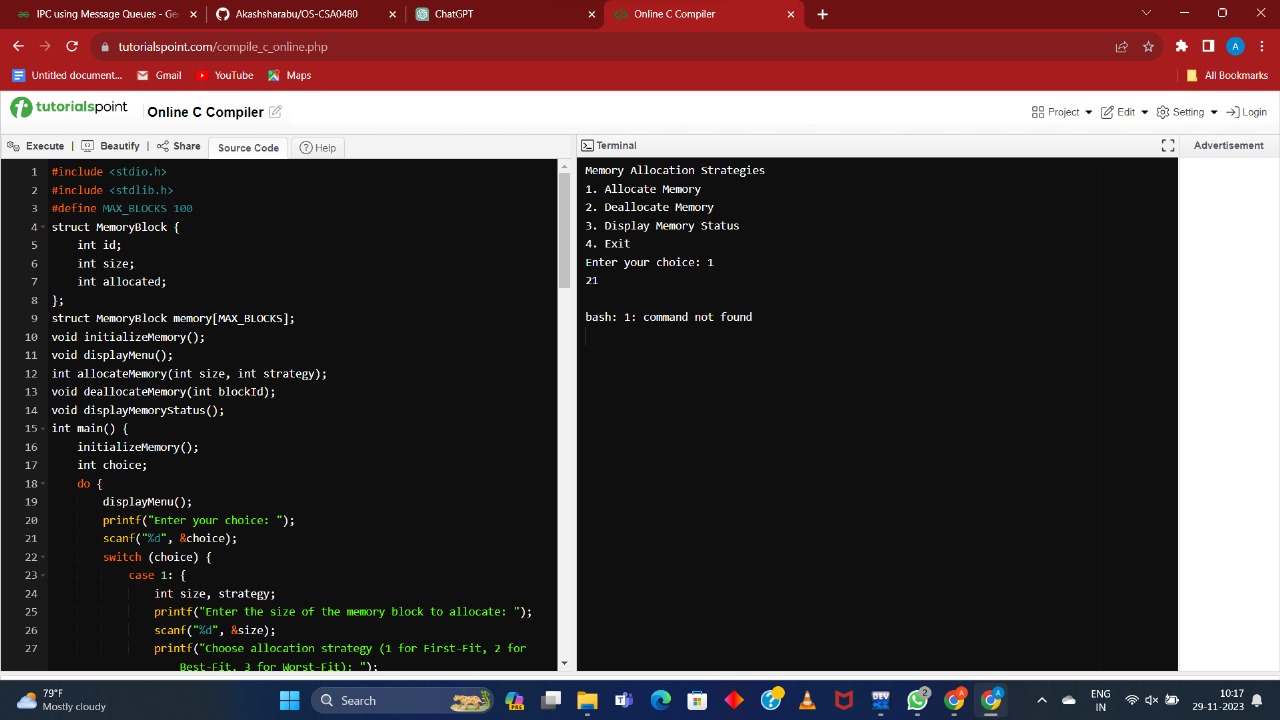 IPC using Message Queues - Ge
Akashsharabu/OS-CSA0480
ChatGPT
Online C Compiler
tutorialspoint.com/compile_c_online.php
Untitled document...
Gmail
YouTube
Maps
All Bookmarks
tutorialspoint
Online C Compiler
Project
Edit
Setting
Login
Execute | Beautify | Share
Source Code
Help
Terminal
Advertisement
1 #include <stdio.h>
2 #include <stdlib.h>
3 #define MAX_BLOCKS 100
4 struct MemoryBlock {
5 int id;
6 int size;
7 int allocated;
8 };
9 struct MemoryBlock memory[MAX_BLOCKS];
10 void initializeMemory();
11 void displayMenu();
12 int allocateMemory(int size, int strategy);
13 void deallocateMemory(int blockId);
14 void displayMemoryStatus();
15 int main() {
16 initializeMemory();
17 int choice;
18 do {
19 displayMenu();
20 printf("Enter your choice: ");
21 scanf("%d", &choice);
22 switch (choice) {
23 case 1: {
24 int size, strategy;
25 printf("Enter the size of the memory block to allocate: ");
26 scanf("%d", &size);
27 printf("Choose allocation strategy (1 for First-Fit, 2 for
Best-Fit, 3 for Worst-Fit): ");
Memory Allocation Strategies
1. Allocate Memory
2. Deallocate Memory
3. Display Memory Status
4. Exit
Enter your choice: 1
21
bash: 1: command not found
79°F
Mostly cloudy
Search
PRE
DEV
2
A
A
A
ENG
IN
10:17
29-11-2023